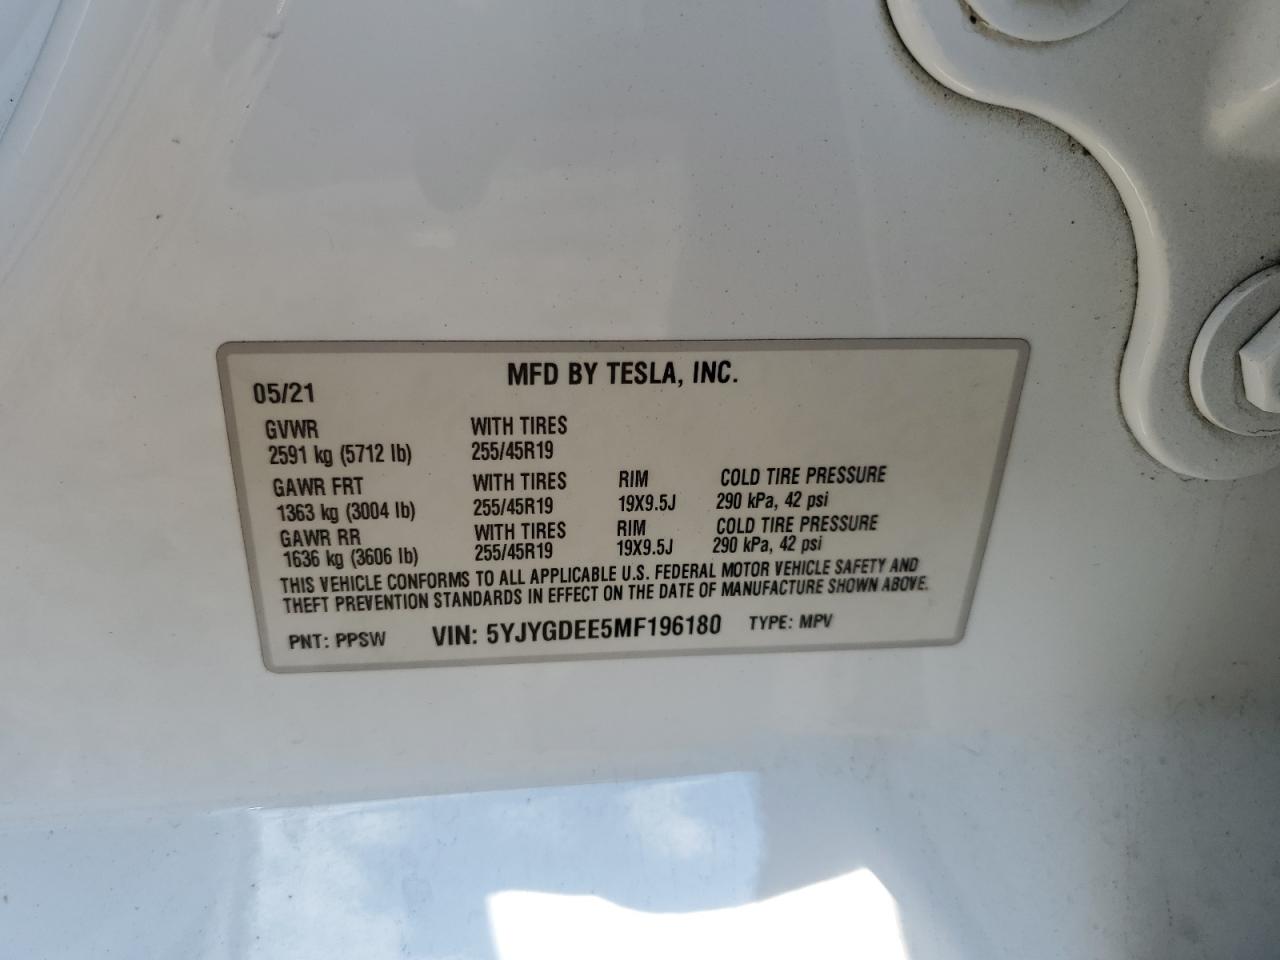 MFD BY TESLA, INC.
05/21
GVWR WITH TIRES
2591 kg (5712 lb) 255/45R19
GAWR FRT WITH TIRES RIM COLD TIRE PRESSURE
1363 kg (3004 lb) 255/45R19 19X9.5J 290 kPa, 42 psi
GAWR RR WITH TIRES RIM COLD TIRE PRESSURE
1636 kg (3606 lb) 255/45R19 19X9.5J 290 kPa, 42 psi
THIS VEHICLE CONFORMS TO ALL APPLICABLE U.S. FEDERAL MOTOR VEHICLE SAFETY AND
THEFT PREVENTION STANDARDS IN EFFECT ON THE DATE OF MANUFACTURE SHOWN ABOVE.
PNT: PPSW VIN: 5YJYGDEE5MF196180 TYPE: MPV